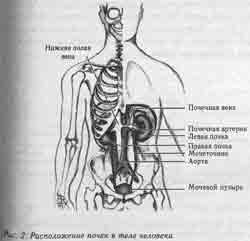 Нижняя полая
вена
Почечная вена
Почечная артерия
Левая почка
Правая почка
Мочеточник
Аорта
Мочевой пузырь
Рис. 2. Расположение почек в теле человека